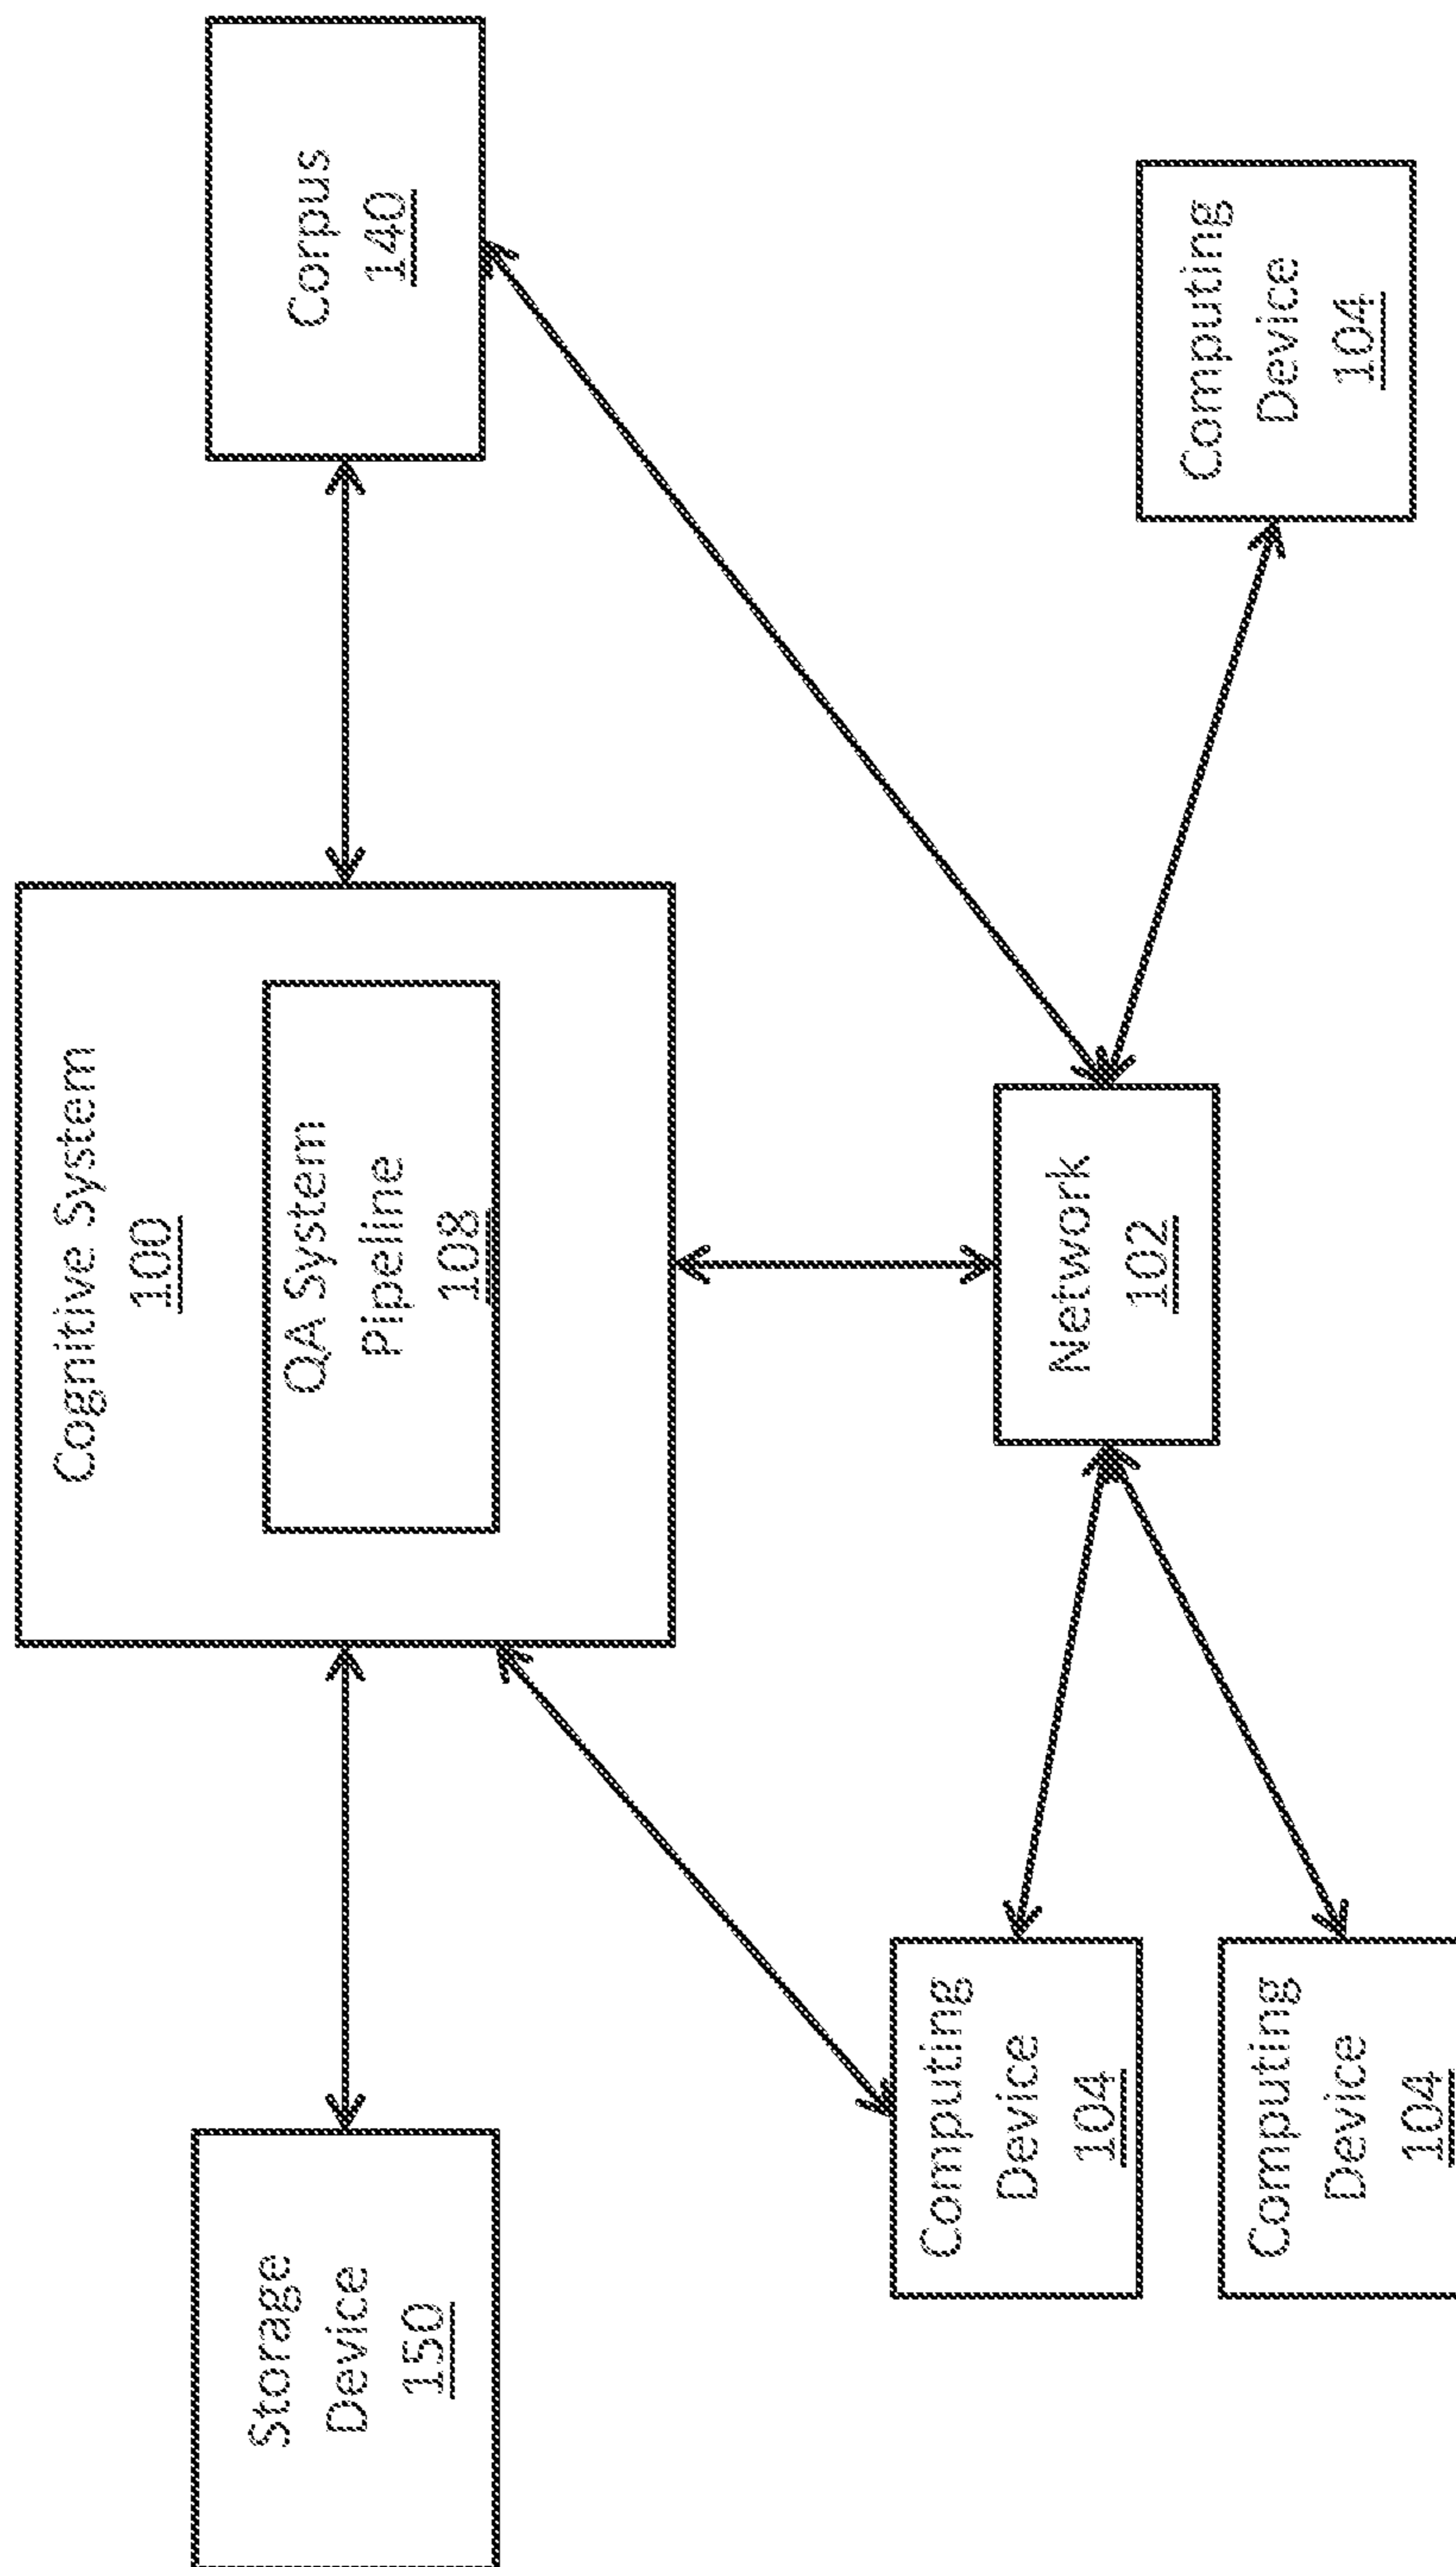 Cognitive System
100
QA System
Pipeline
108
Storage
Device
150
Corpus
140
Network
102
Computing
Device
104
Computing
Device
104
Computing
Device
104